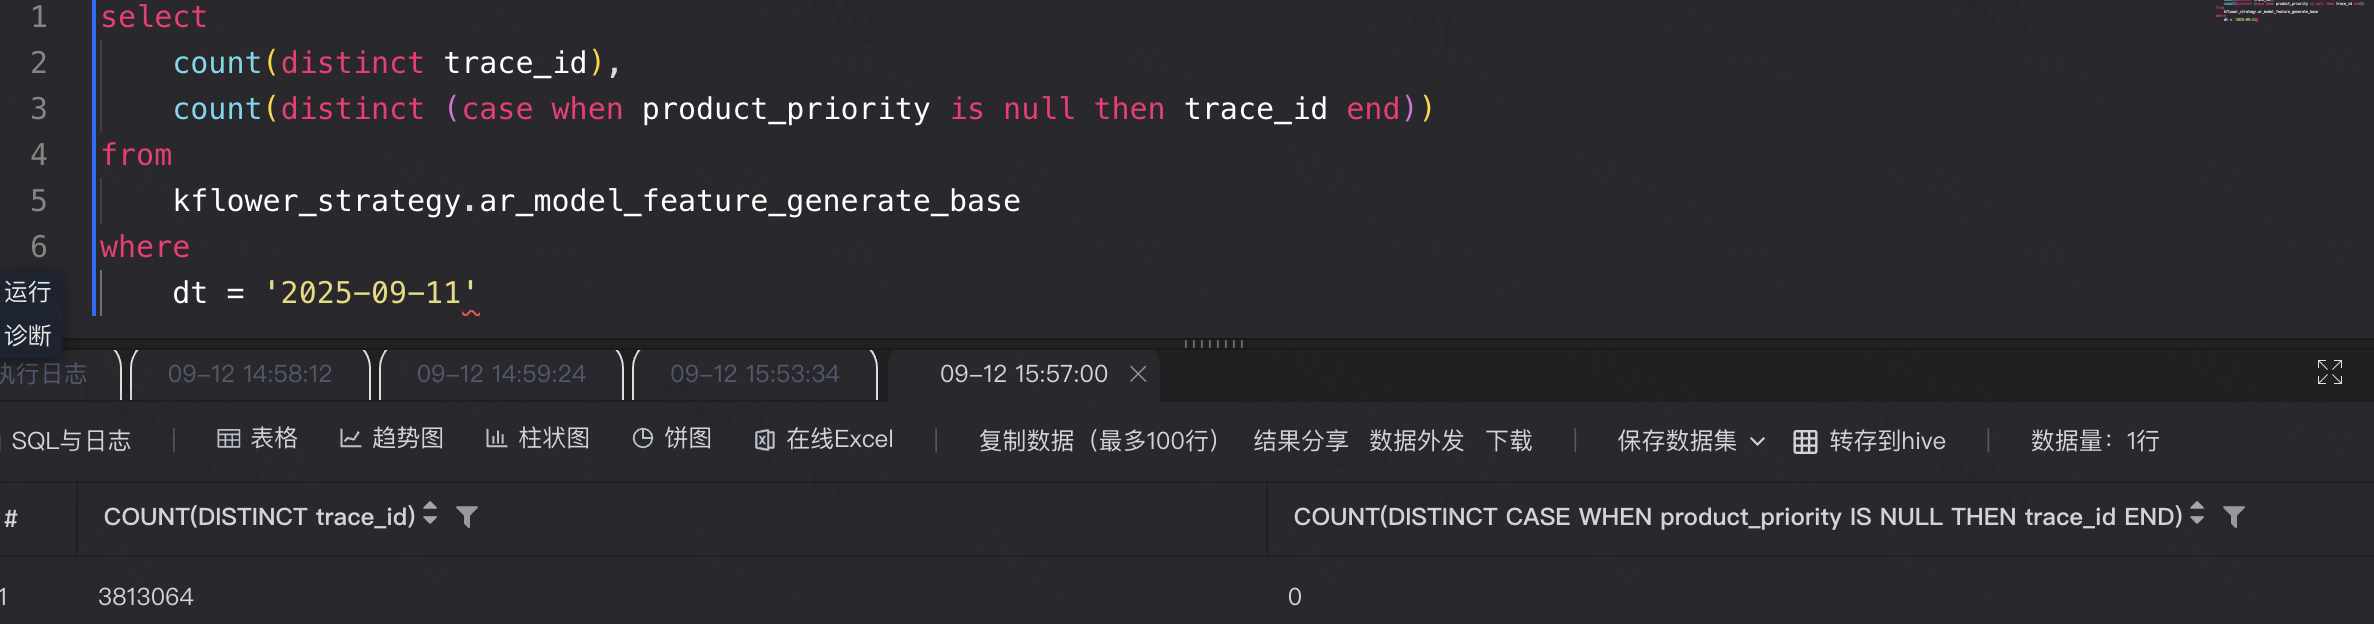 1 select
2 count(distinct trace_id),
3 count(distinct (case when product_priority is null then trace_id end))
4 from
5 kflower_strategy.ar_model_feature_generate_base
6 where
dt = '2025-09-11'
运行
诊断
执行日志 09-12 14:58:12 09-12 14:59:24 09-12 15:53:34 09-12 15:57:00
SQL与日志 表格 趋势图 柱状图 饼图 在线Excel 复制数据（最多100行） 结果分享 数据外发 下载 保存数据集 转存到hive 数据量：1行
# COUNT(DISTINCT trace_id) COUNT(DISTINCT CASE WHEN product_priority IS NULL THEN trace_id END)
1 3813064 0